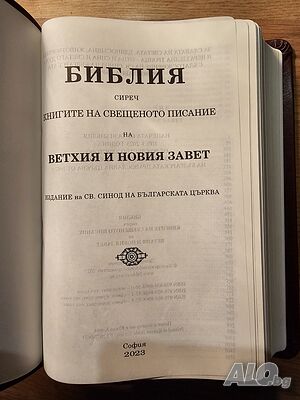 БИБЛИЯ
СИРЕЧ
КНИГИТЕ НА СВЕЩЕНОТО ПИСАНИЕ
НА
ВЕТХИЯ И НОВИЯ ЗАВЕТ
ИЗДАНИЕ на СВ. СИНОД НА БЪЛГАРСКАТА ЦЪРКВА
София
2023
ALO.bg